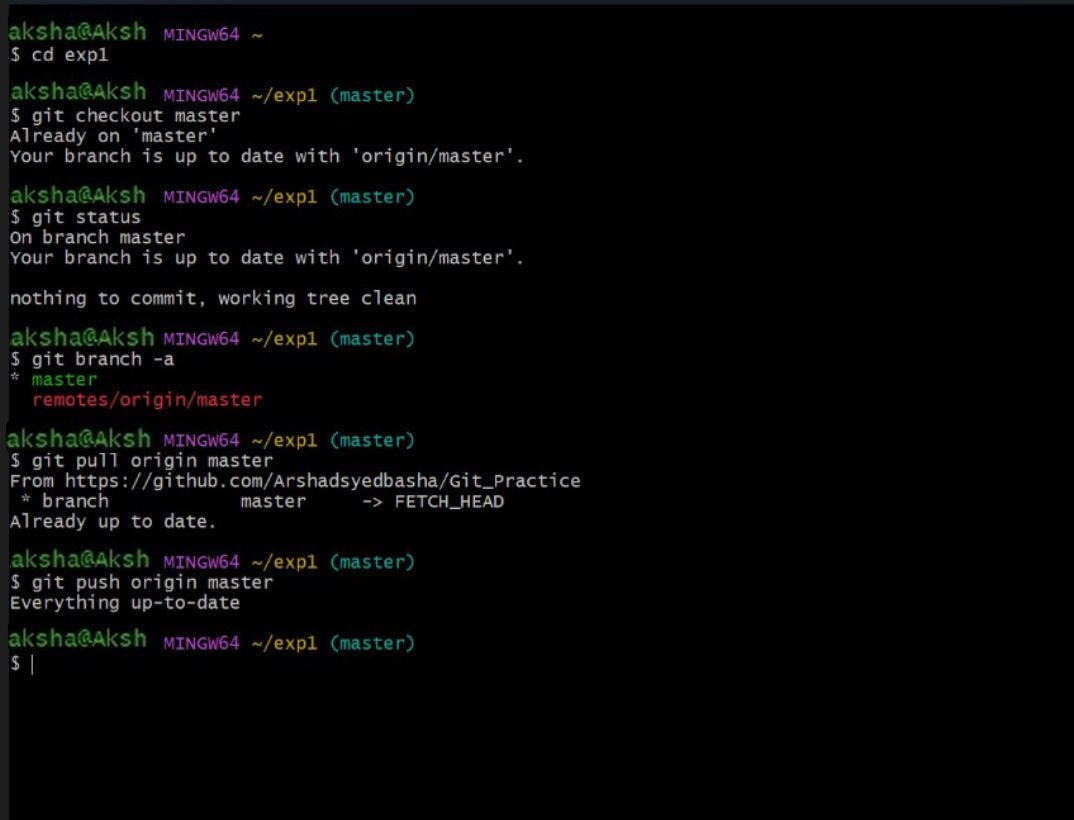 aksha@Aksh MINGW64 ~
$ cd exp1
aksha@Aksh MINGW64 ~/exp1 (master)
$ git checkout master
Already on 'master'
Your branch is up to date with 'origin/master'.
aksha@Aksh MINGW64 ~/exp1 (master)
$ git status
On branch master
Your branch is up to date with 'origin/master'.
nothing to commit, working tree clean
aksha@Aksh MINGW64 ~/exp1 (master)
$ git branch -a
* master
remotes/origin/master
aksha@Aksh MINGW64 ~/exp1 (master)
$ git pull origin master
From https://github.com/Arshadsyedbasha/Git_Practice
* branch master -> FETCH_HEAD
Already up to date.
aksha@Aksh MINGW64 ~/exp1 (master)
$ git push origin master
Everything up-to-date
aksha@Aksh MINGW64 ~/exp1 (master)
$